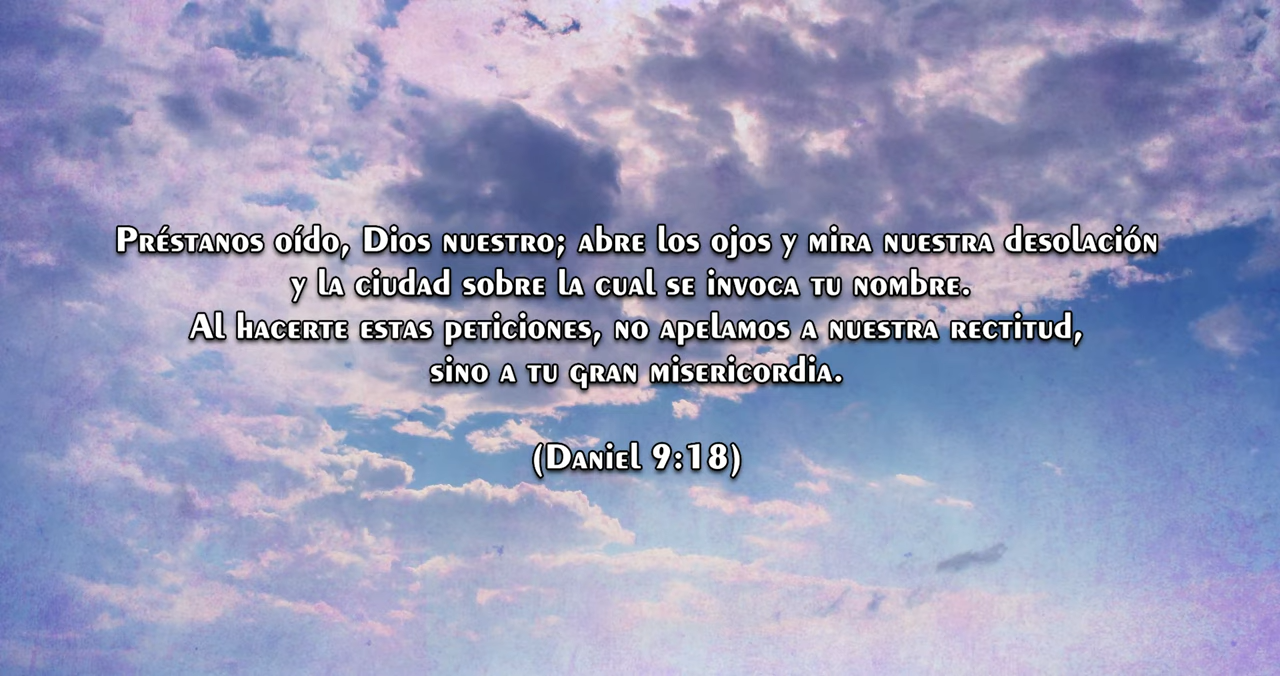 Préstanos oído, Dios nuestro; abre los ojos y mira nuestra desolación
y la ciudad sobre la cual se invoca tu nombre.
Al hacerte estas peticiones, no apelamos a nuestra rectitud,
sino a tu gran misericordia.
(Daniel 9:18)